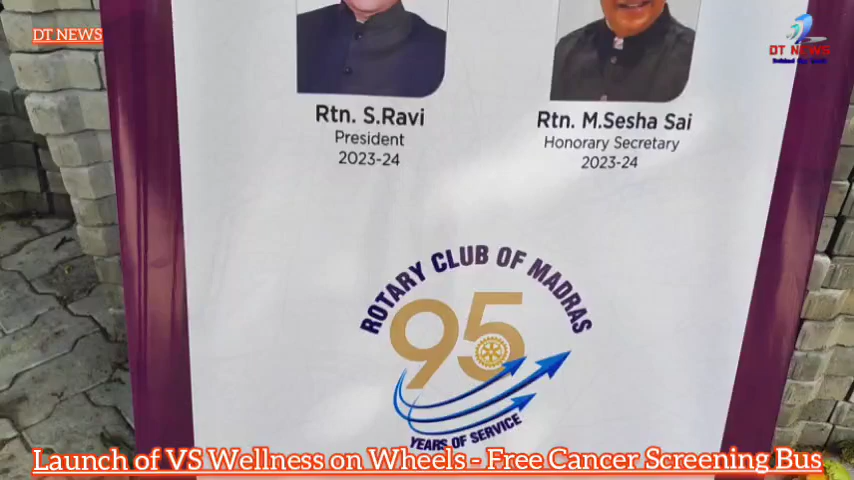 DT NEWS
DT NEWS
Rtn. S.Ravi
President
2023-24
Rtn. M.Sesha Sai
Honorary Secretary
2023-24
ROTARY CLUB OF MADRAS
95
YEARS OF SERVICE
Launch of VS Wellness on Wheels - Free Cancer Screening Bus